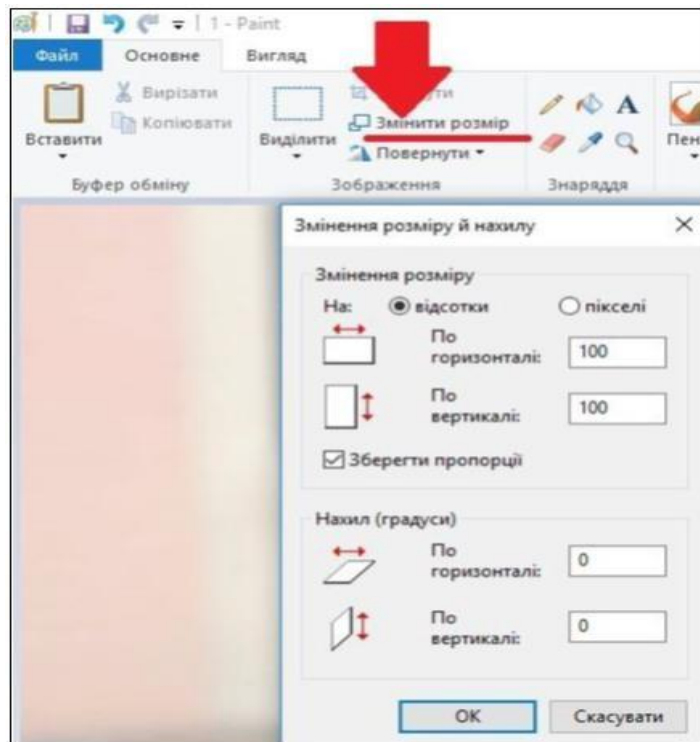 1 - Paint
Файл Основне Вигляд
Вставити
Вирізати
Копіювати
Буфер обміну
Виділити
Змінити розмір
Повернути
Зображення
A
Знаряддя
Змінення розміру й нахилу
Змінення розміру
На: відсотки пікселі
По
горизонталі: 100
По
вертикалі: 100
Зберегти пропорції
Нахил (градуси)
По
горизонталі: 0
По
вертикалі: 0
ОК Скасувати